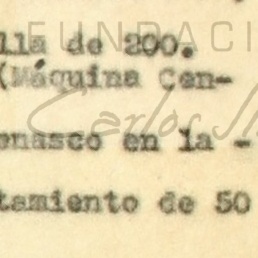 FUNDACI
lla de 200.
(Máquina Cen-
Carlos
enasco en la -
tamiento de 50